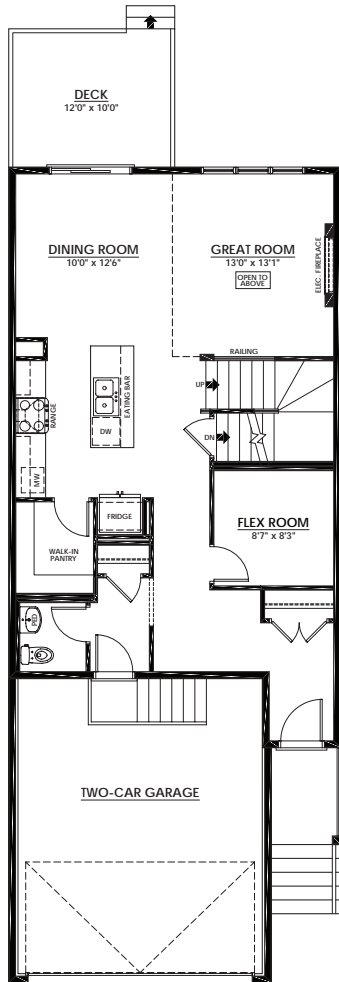 DECK
12'0" x 10'0"
DINING ROOM
10'0" x 12'6"
GREAT ROOM
13'0" x 13'1"
OPEN TO
ABOVE
ELEC. FIREPLACE
RAILING
UP
EATING BAR
RANGE
DW
DN
MW
FRIDGE
FLEX ROOM
8'7" x 8'3"
WALK-IN
PANTRY
PED
TWO-CAR GARAGE